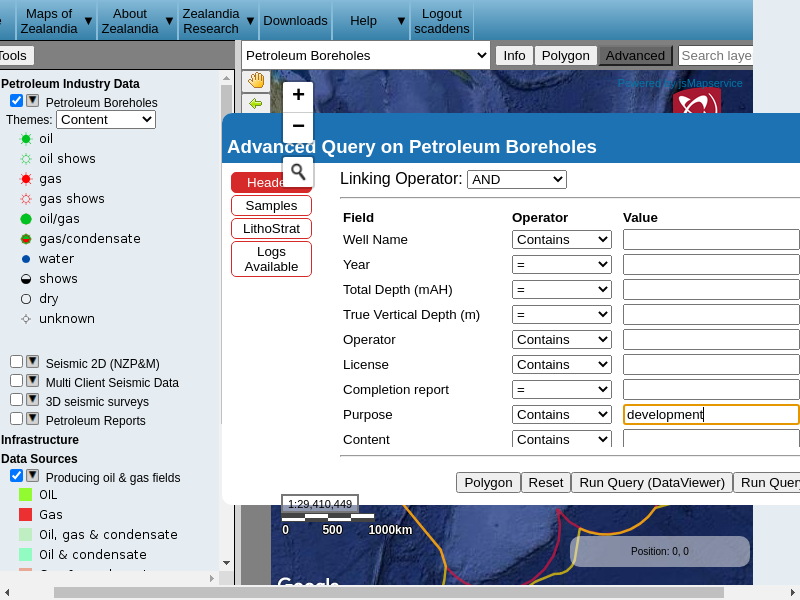 Maps of Zealandia ▼
About Zealandia ▼
Zealandia Research ▼
Downloads
Help ▼
Logout scaddens
Tools
Petroleum Boreholes
Info
Polygon
Advanced
Search laye
Powered by jsMapservice
Petroleum Industry Data
Petroleum Boreholes
Themes: Content
oil
oil shows
gas
gas shows
oil/gas
gas/condensate
water
shows
dry
unknown
Seismic 2D (NZP&M)
Multi Client Seismic Data
3D seismic surveys
Petroleum Reports
Infrastructure
Data Sources
Producing oil & gas fields
OIL
Gas
Oil, gas & condensate
Oil & condensate
+
−
Advanced Query on Petroleum Boreholes
Heade
Samples
LithoStrat
Logs Available
Linking Operator: AND
Field Operator Value
Well Name Contains
Year =
Total Depth (mAH) =
True Vertical Depth (m) =
Operator Contains
License Contains
Completion report =
Purpose Contains development
Content Contains
Polygon
Reset
Run Query (DataViewer)
Run Query
1:29,410,449
0 500 1000km
Position: 0, 0
Google